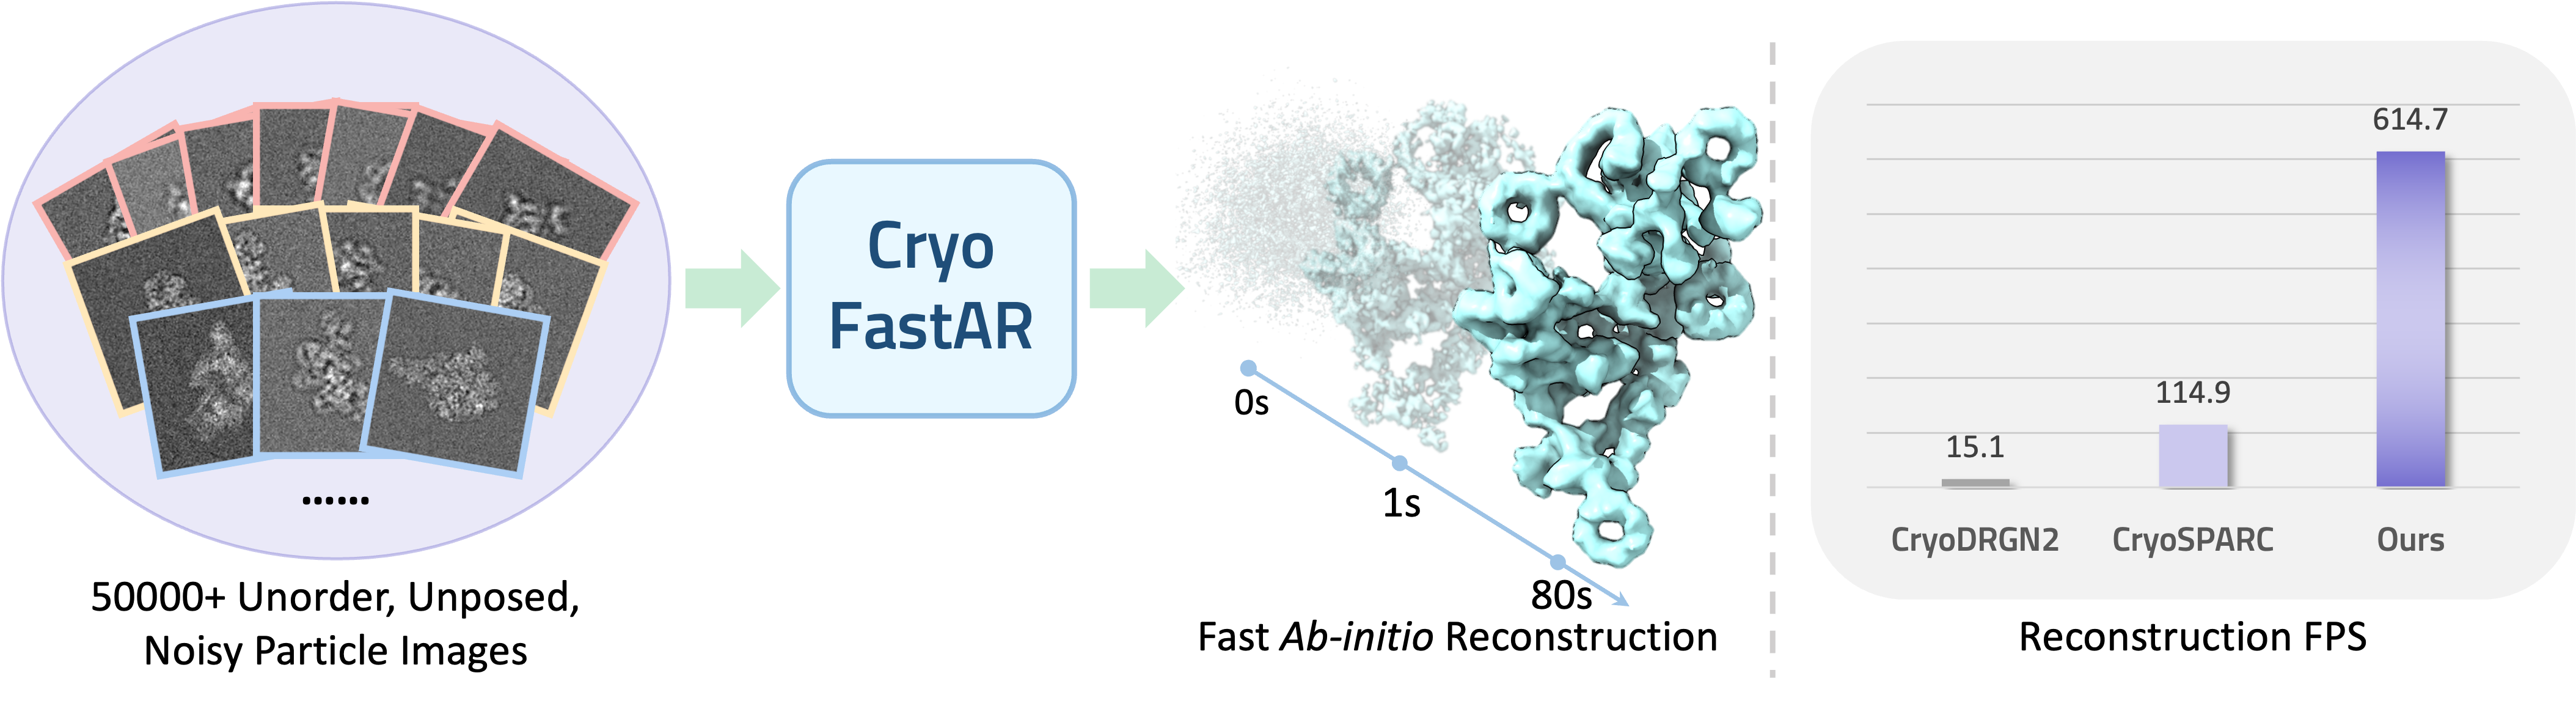 50000+ Unorder, Unposed,
Noisy Particle Images
......
Cryo
FastAR
0s
1s
80s
Fast Ab-initio Reconstruction
614.7
114.9
15.1
CryoDRGN2
CryoSPARC
Ours
Reconstruction FPS